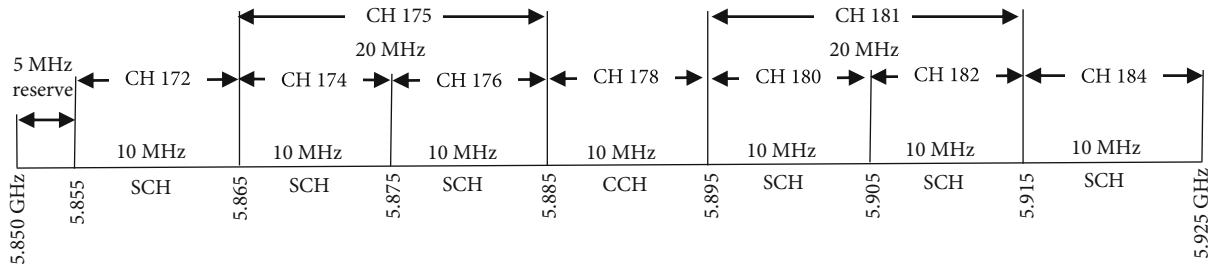 CH 175
CH 181
20 MHz
20 MHz
5 MHz
reserve
CH 172
CH 174
CH 176
CH 178
CH 180
CH 182
CH 184
10 MHz
10 MHz
10 MHz
10 MHz
10 MHz
10 MHz
10 MHz
SCH
SCH
SCH
CCH
SCH
SCH
SCH
5.850 GHz
5.855
5.865
5.875
5.885
5.895
5.905
5.915
5.925 GHz